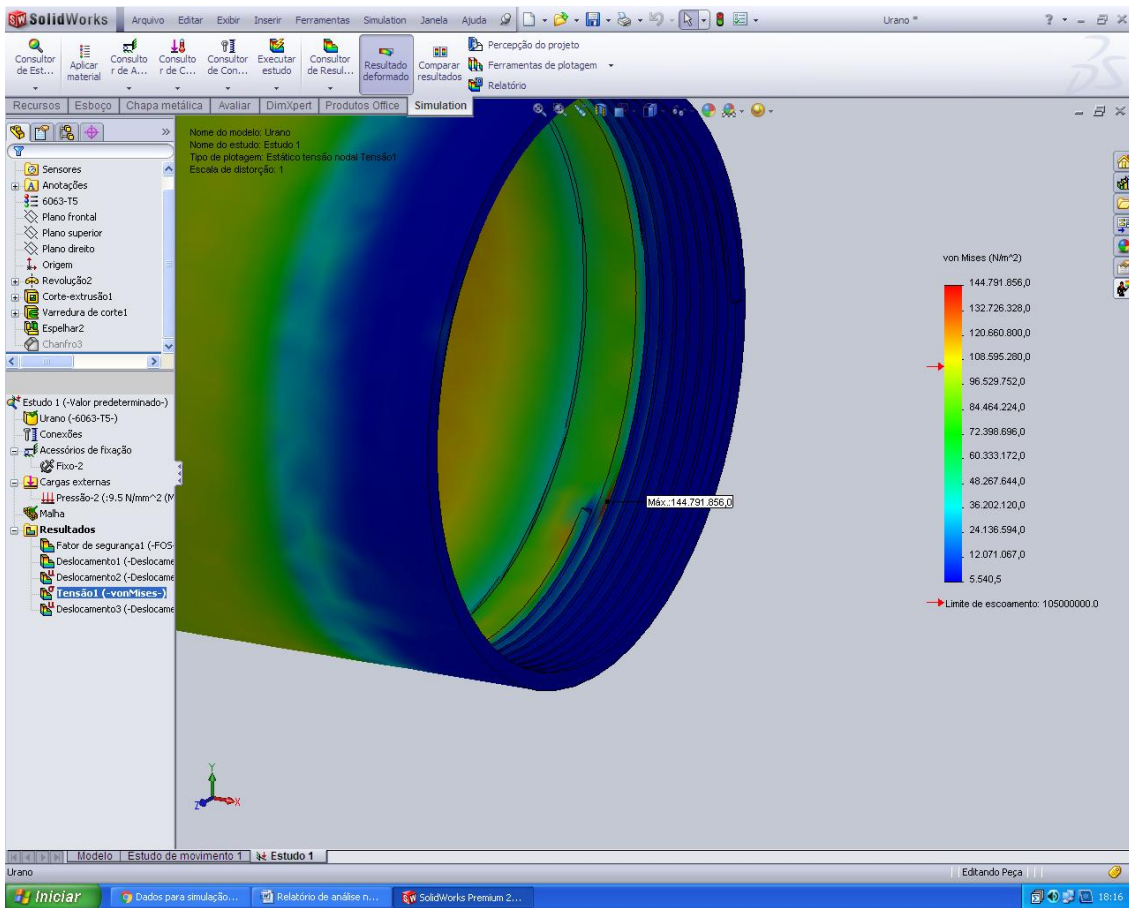 SolidWorks Arquivo Editar Exibir Inserir Ferramentas Simulation Janela Ajuda Urano *
Consultor de Est...
Aplicar material
Consulto r de A...
Consulto r de C...
Consultor de Con...
Executar estudo
Consultor de Resul...
Resultado deformado
Comparar resultados
Percepção do projeto
Ferramentas de plotagem
Relatório
Recursos Esboço Chapa metálica Avaliar DimXpert Produtos Office Simulation
Sensores
Anotações
6063-T5
Plano frontal
Plano superior
Plano direito
Origem
Revolução2
Corte-extrusão1
Varredura de corte1
Espelhar2
Chanfro3
Estudo 1 (-Valor predeterminado-)
Urano (-6063-T5-)
Conexões
Acessórios de fixação
Fixo-2
Cargas externas
Pressão-2 (:9.5 N/mm^2 (M
Malha
Resultados
Fator de segurança1 (-FOS-
Deslocamento1 (-Deslocame
Deslocamento2 (-Deslocame
Tensão1 (-vonMises-)
Deslocamento3 (-Deslocame
Nome do modelo: Urano
Nome do estudo: Estudo 1
Tipo de plotagem: Estático tensão nodal Tensão1
Escala de distorção: 1
Máx.:144.791.856,0
von Mises (N/m^2)
144.791.856,0
132.726.328,0
120.660.800,0
108.595.280,0
96.529.752,0
84.464.224,0
72.398.696,0
60.333.172,0
48.267.644,0
36.202.120,0
24.136.594,0
12.071.067,0
5.540,5
Limite de escoamento: 105000000.0
Y
Z X
Modelo Estudo de movimento 1 Estudo 1
Urano Editando Peça
Iniciar Dados para simulação... Relatório de análise n... SolidWorks Premium 2... 18:16